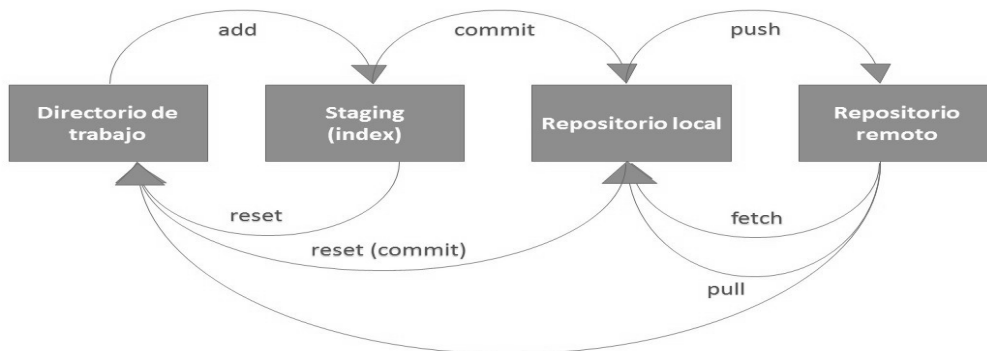 add
commit
push
Directorio de
trabajo
Staging
(index)
Repositorio local
Repositorio
remoto
reset
fetch
reset (commit)
pull